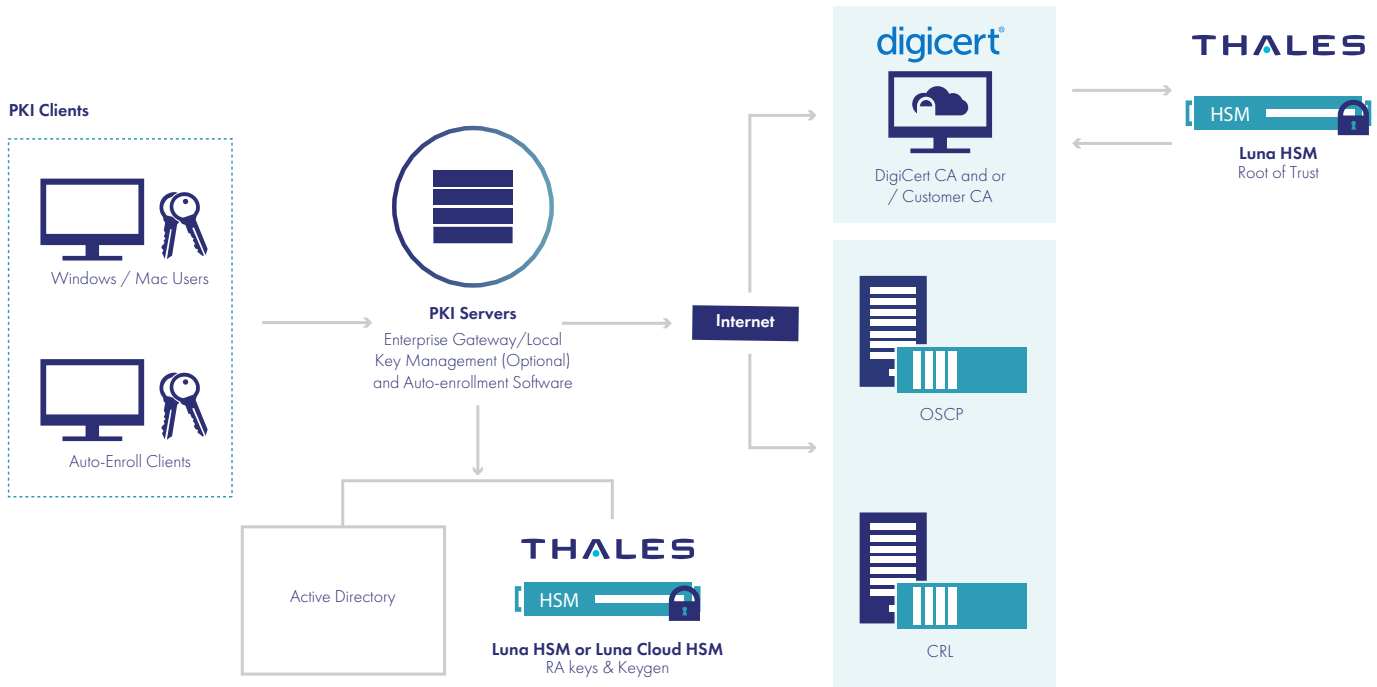 PKI Clients
Windows / Mac Users
Auto-Enroll Clients
PKI Servers
Enterprise Gateway/Local
Key Management (Optional)
and Auto-enrollment Software
Active Directory
THALES
HSM
Luna HSM or Luna Cloud HSM
RA keys & Keygen
Internet
digicert®
DigiCert CA and or
/ Customer CA
OSCP
CRL
THALES
HSM
Luna HSM
Root of Trust